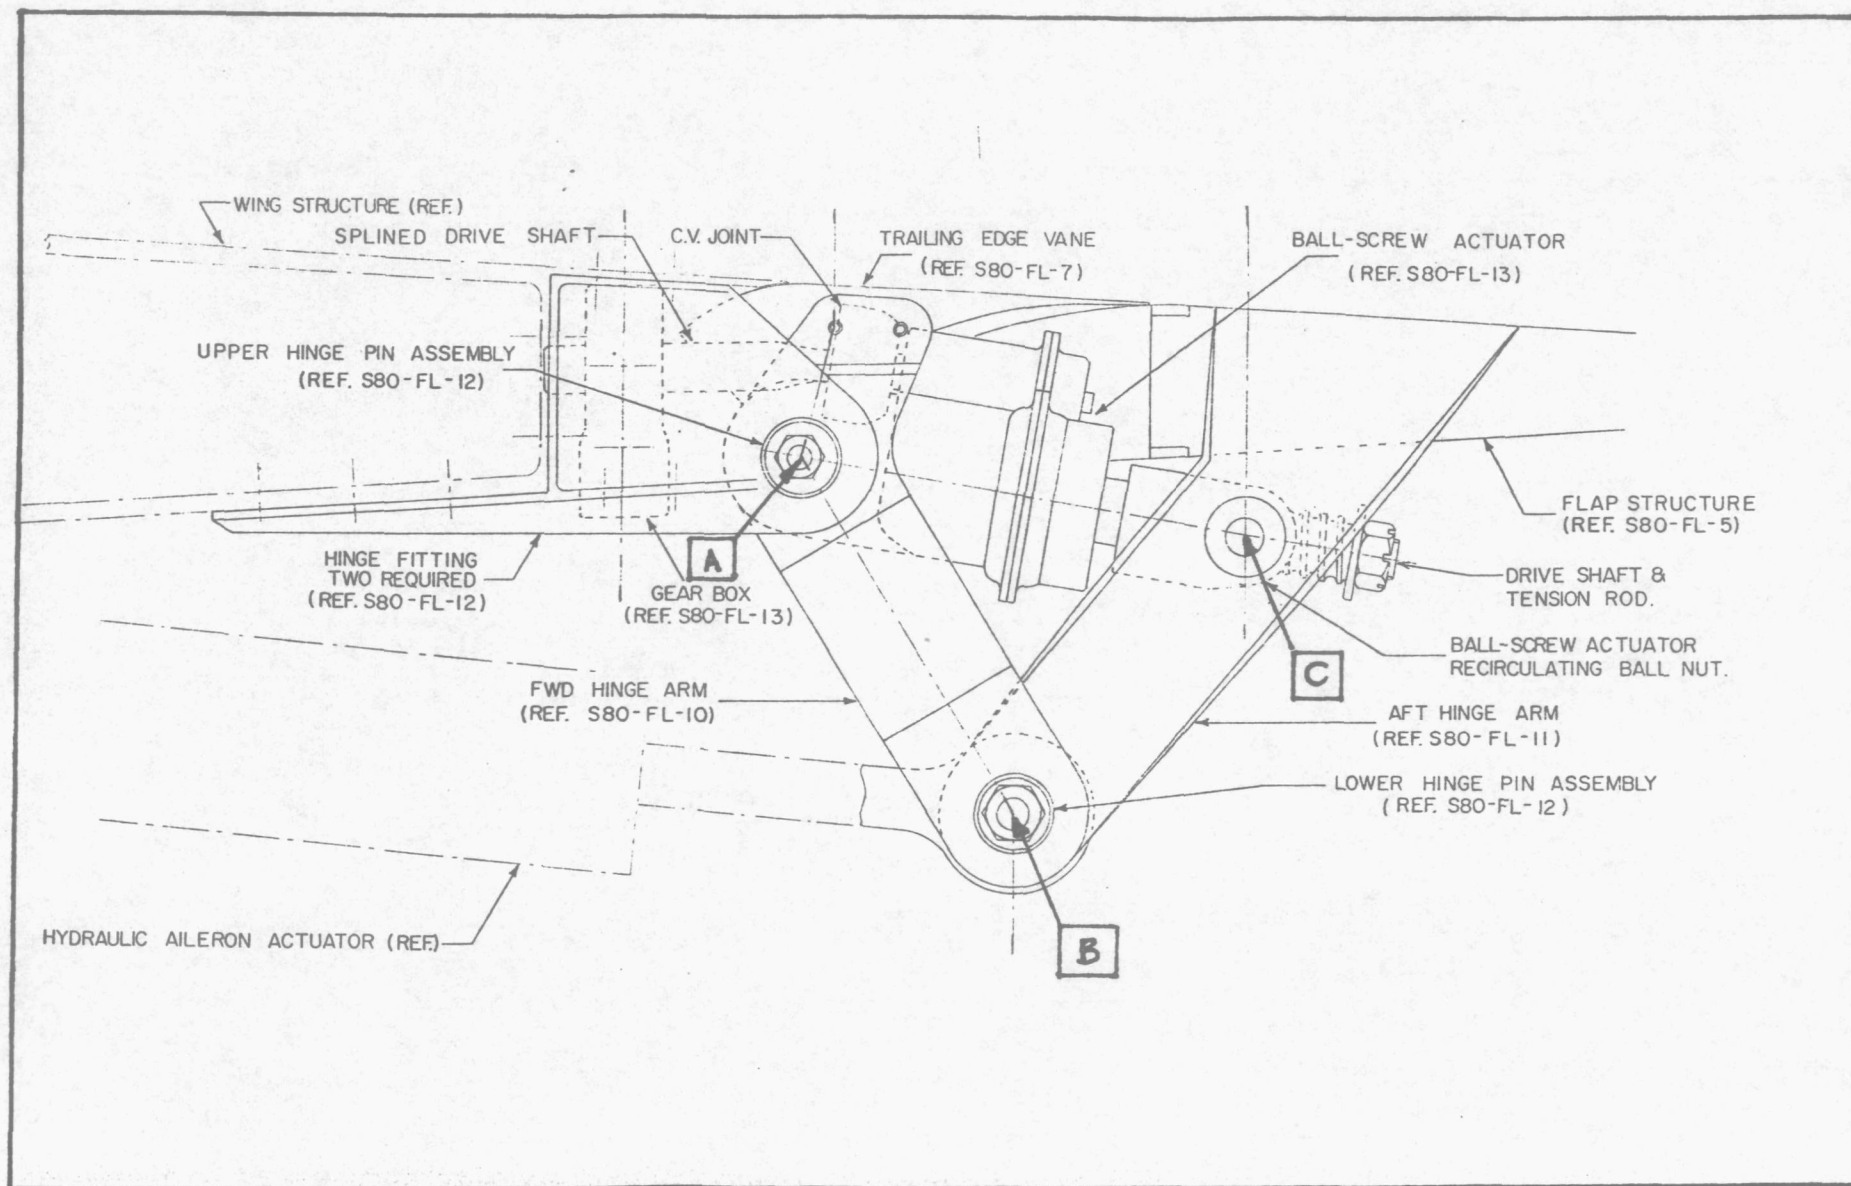 WING STRUCTURE (REF.)
SPLINED DRIVE SHAFT
C.V. JOINT
TRAILING EDGE VANE
(REF. S80-FL-7)
BALL-SCREW ACTUATOR
(REF. S80-FL-13)
UPPER HINGE PIN ASSEMBLY
(REF. S80-FL-12)
FLAP STRUCTURE
(REF. S80-FL-5)
A
HINGE FITTING
TWO REQUIRED
(REF. S80-FL-12)
GEAR BOX
(REF. S80-FL-13)
DRIVE SHAFT &
TENSION ROD.
BALL-SCREW ACTUATOR
RECIRCULATING BALL NUT.
C
FWD HINGE ARM
(REF. S80-FL-10)
AFT HINGE ARM
(REF. S80-FL-11)
LOWER HINGE PIN ASSEMBLY
(REF. S80-FL-12)
HYDRAULIC AILERON ACTUATOR (REF.)
B